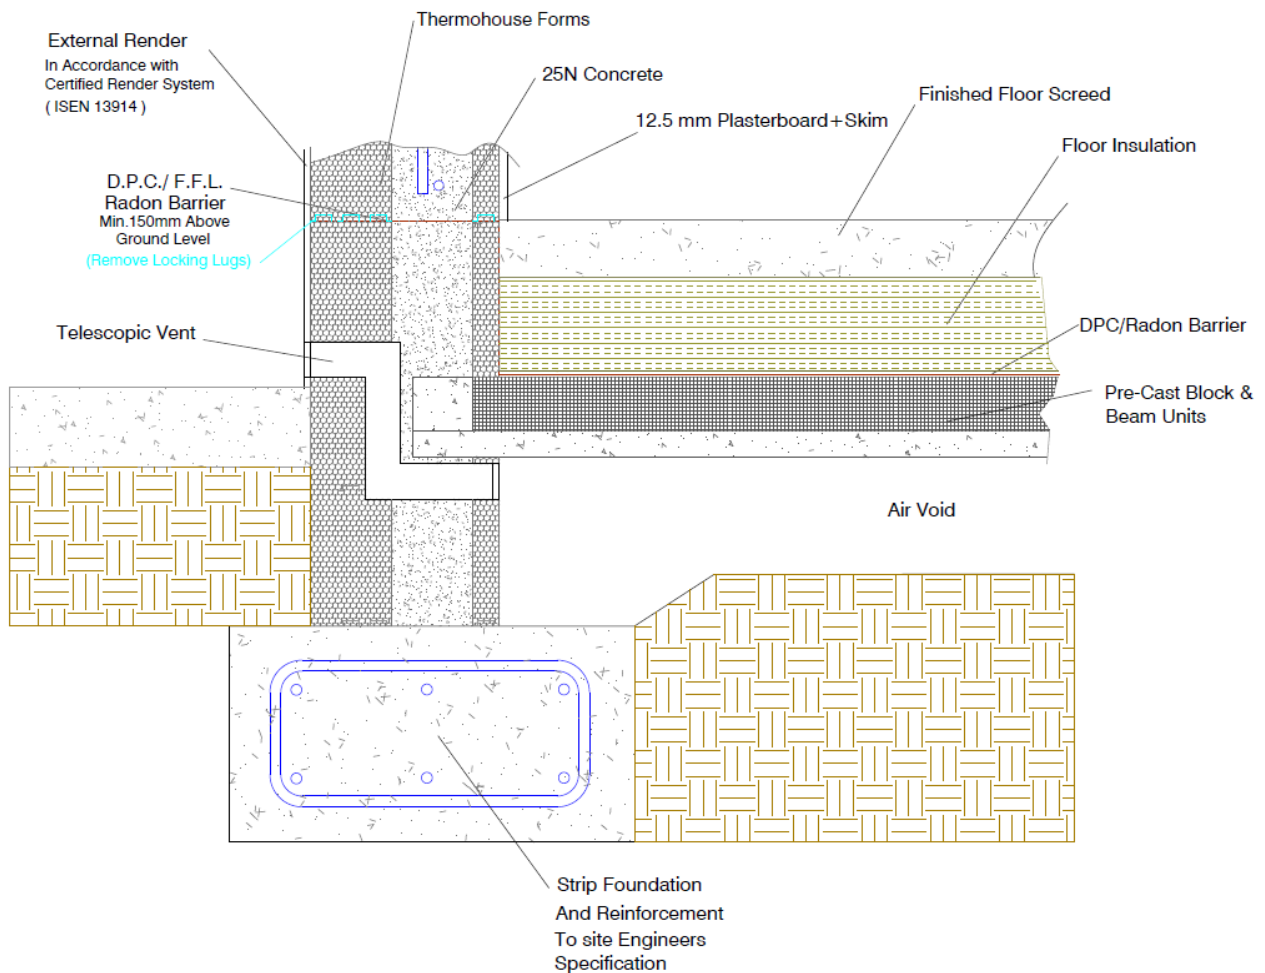 Thermohouse Forms
External Render
In Accordance with
Certified Render System
( ISEN 13914 )
25N Concrete
Finished Floor Screed
12.5 mm Plasterboard+Skim
Floor Insulation
D.P.C./ F.F.L.
Radon Barrier
Min.150mm Above
Ground Level
(Remove Locking Lugs)
Telescopic Vent
DPC/Radon Barrier
Pre-Cast Block &
Beam Units
Air Void
Strip Foundation
And Reinforcement
To site Engineers
Specification